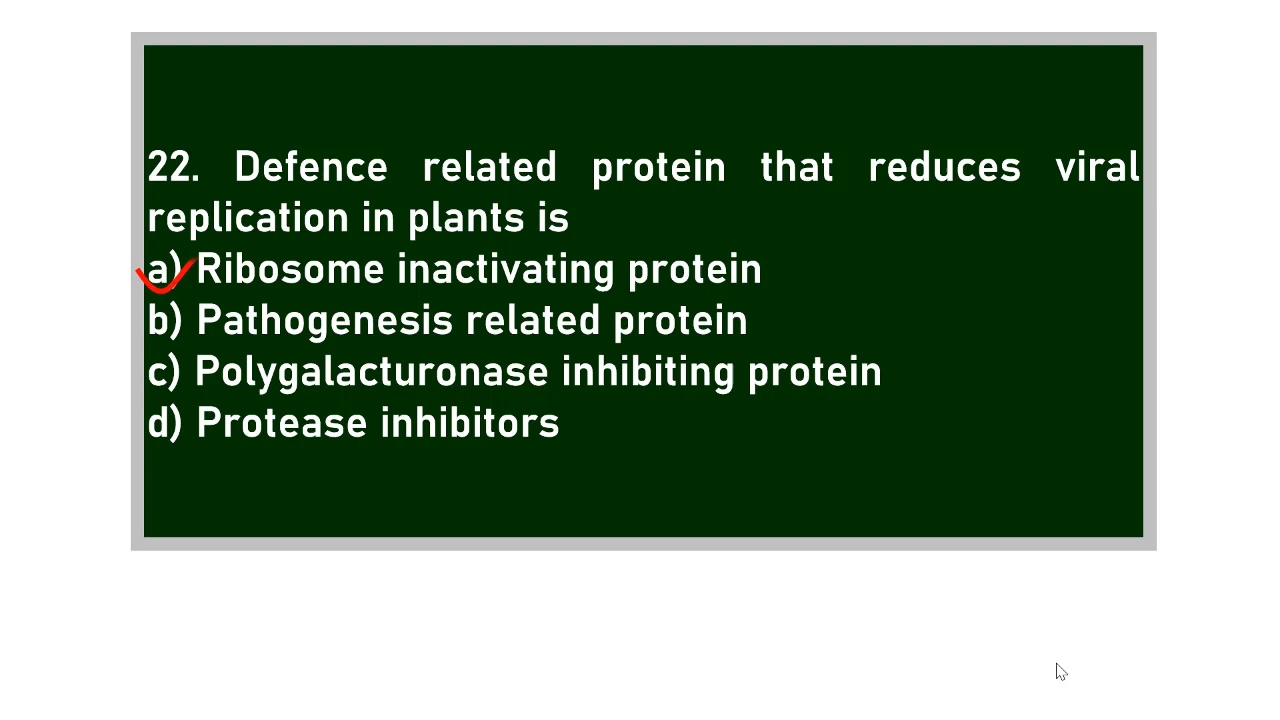 22. Defence related protein that reduces viral
replication in plants is
a) Ribosome inactivating protein
b) Pathogenesis related protein
c) Polygalacturonase inhibiting protein
d) Protease inhibitors